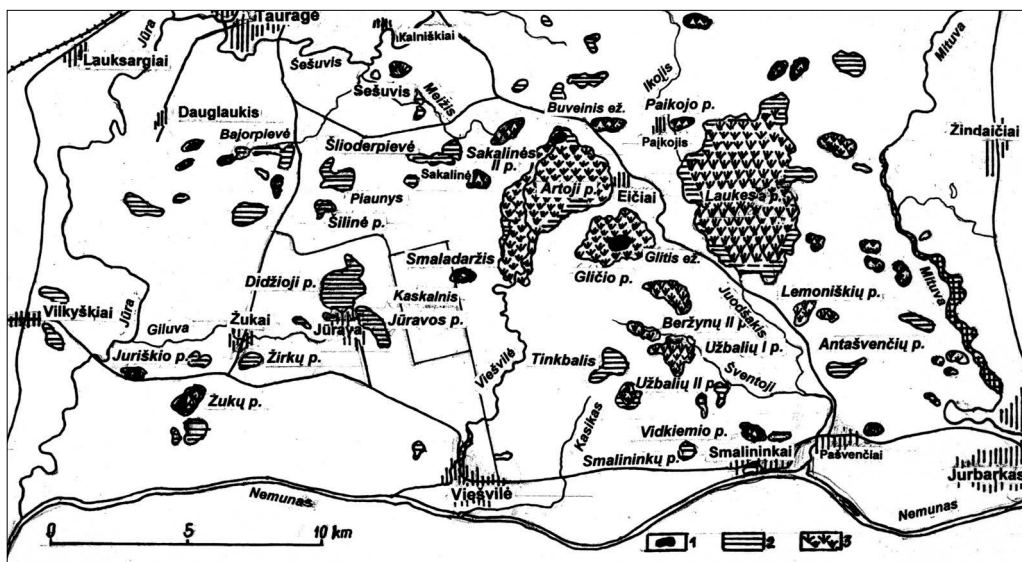 Tauragė
Jūra
Lauksargiai
Šešuvis
Kalniškiai
Šešuvis
Meižis
Ikojis
Mituva
Dauglaukis
Bajorpievė
Šlioderpievė
Sakalinė
Sakalinės
II p.
Buveinis ež.
Paikojo p.
Paikojis
Žindaičiai
Piaunys
Šilinė p.
Artoji p.
Eičiai
Laukesa p.
Smaladaržis
Glitis ež.
Gličio p.
Didžioji p.
Kaskalnis
Vilkyškiai
Jūra
Giluva
Žukai
Jūrava
Jūravos p.
Juriškio p.
Žirkų p.
Žukų p.
Viešvilė
Beržynų II p.
Juodšakis
Lemoniškių p.
Mituva
Tinkbalis
Užbalių I p.
Šventoji
Antašvenčių p.
Užbalių II p.
Kasikas
Vidkiemio p.
Smalininkų p.
Smalininkai
Pašvenčiai
Jurbarkas
Viešvilė
Nemunas
Nemunas
0 5 10 km
1 2 3